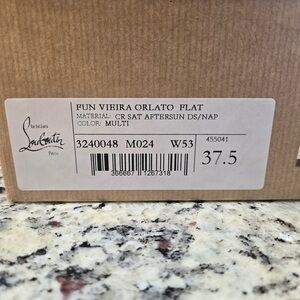 FUN VIEIRA ORLATO FLAT
MATERIAL: CR SAT AFTERSUN DS/NAP
COLOR: MULTI
Christian
Louboutin
Paris
3240048 M024 W53
455041
37.5